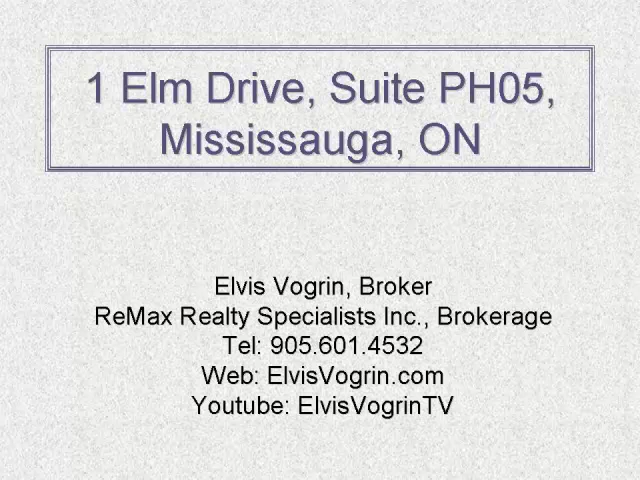 1 Elm Drive, Suite PH05,
Mississauga, ON
Elvis Vogrin, Broker
ReMax Realty Specialists Inc., Brokerage
Tel: 905.601.4532
Web: ElvisVogrin.com
Youtube: ElvisVogrinTV